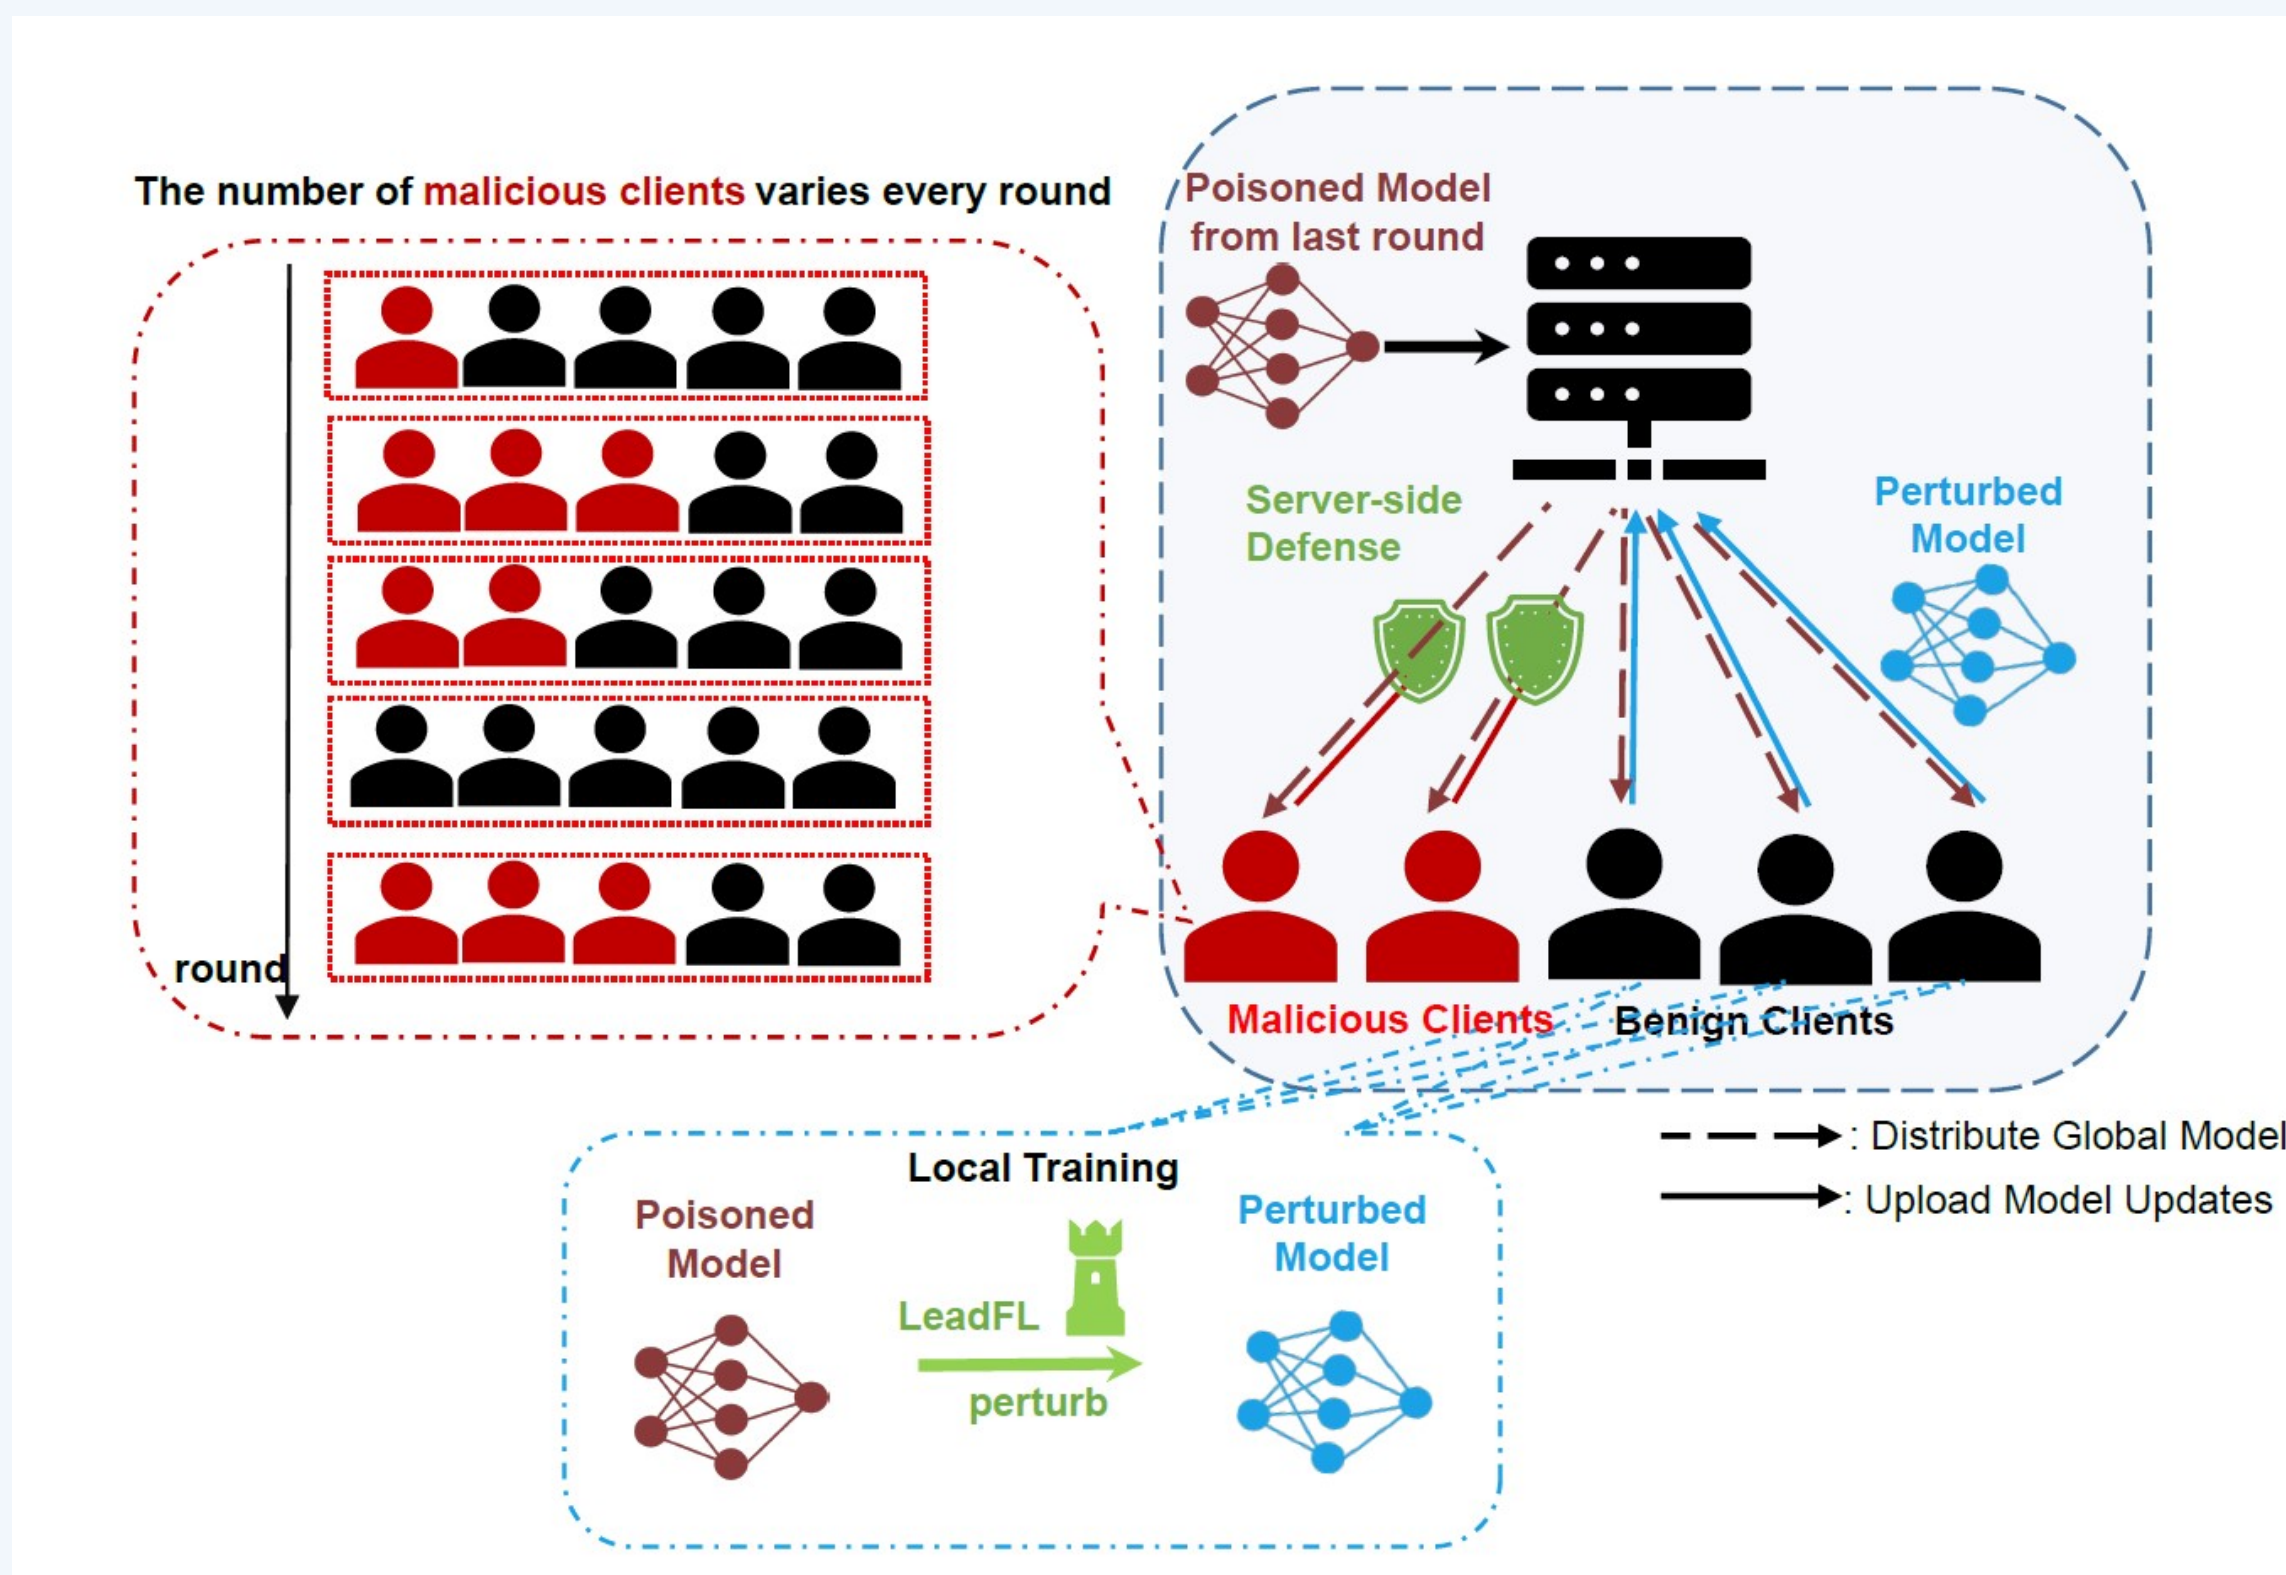 The number of malicious clients varies every round
round
Poisoned Model
from last round
Server-side
Defense
Perturbed
Model
Malicious Clients
Benign Clients
: Distribute Global Model
: Upload Model Updates
Local Training
Poisoned
Model
LeadFL
perturb
Perturbed
Model